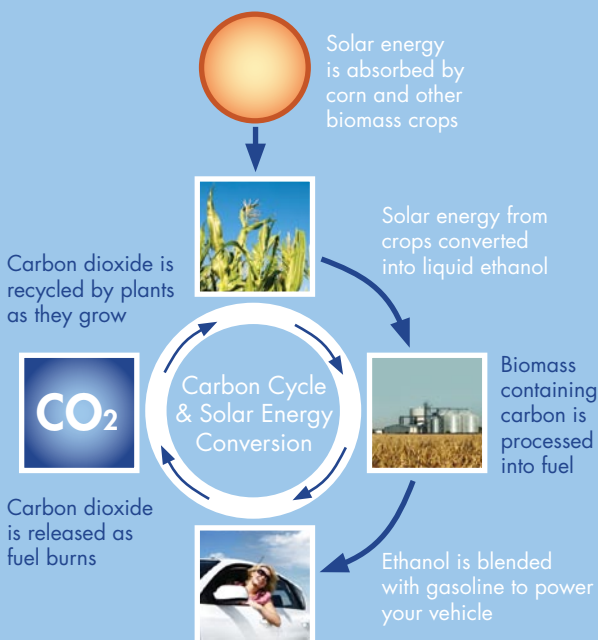 Solar energy
is absorbed by
corn and other
biomass crops
Solar energy from
crops converted
into liquid ethanol
Carbon dioxide is
recycled by plants
as they grow
Carbon Cycle
& Solar Energy
Conversion
CO₂
Biomass
containing
carbon is
processed
into fuel
Carbon dioxide
is released as
fuel burns
Ethanol is blended
with gasoline to power
your vehicle